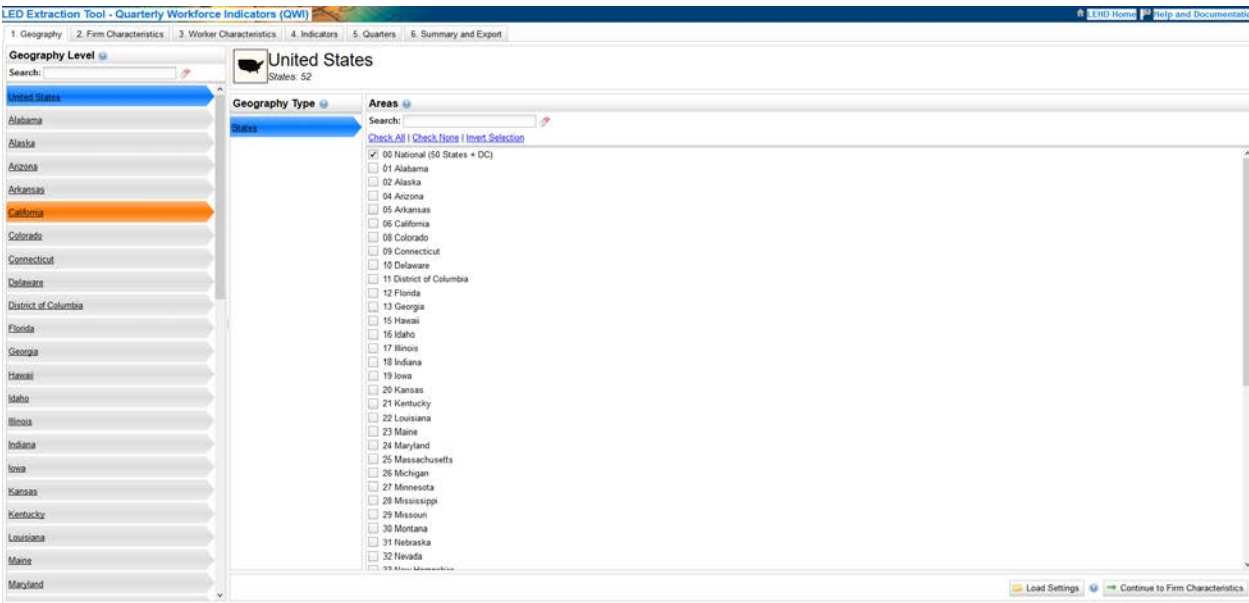 LED Extraction Tool - Quarterly Workforce Indicators (QWI)
LEHD Home Help and Documentatio
1. Geography 2. Firm Characteristics 3. Worker Characteristics 4. Indicators 5. Quarters 6. Summary and Export
Geography Level
Search:
United States
Alabama
Alaska
Arizona
Arkansas
California
Colorado
Connecticut
Delaware
District of Columbia
Florida
Georgia
Hawaii
Idaho
Illinois
Indiana
Iowa
Kansas
Kentucky
Louisiana
Maine
Maryland
United States
States: 52
Geography Type
States
Areas
Search:
Check All | Check None | Invert Selection
00 National (50 States + DC)
01 Alabama
02 Alaska
04 Arizona
05 Arkansas
06 California
08 Colorado
09 Connecticut
10 Delaware
11 District of Columbia
12 Florida
13 Georgia
15 Hawaii
16 Idaho
17 Illinois
18 Indiana
19 Iowa
20 Kansas
21 Kentucky
22 Louisiana
23 Maine
24 Maryland
25 Massachusetts
26 Michigan
27 Minnesota
28 Mississippi
29 Missouri
30 Montana
31 Nebraska
32 Nevada
33 New Hampshire
Load Settings Continue to Firm Characteristics